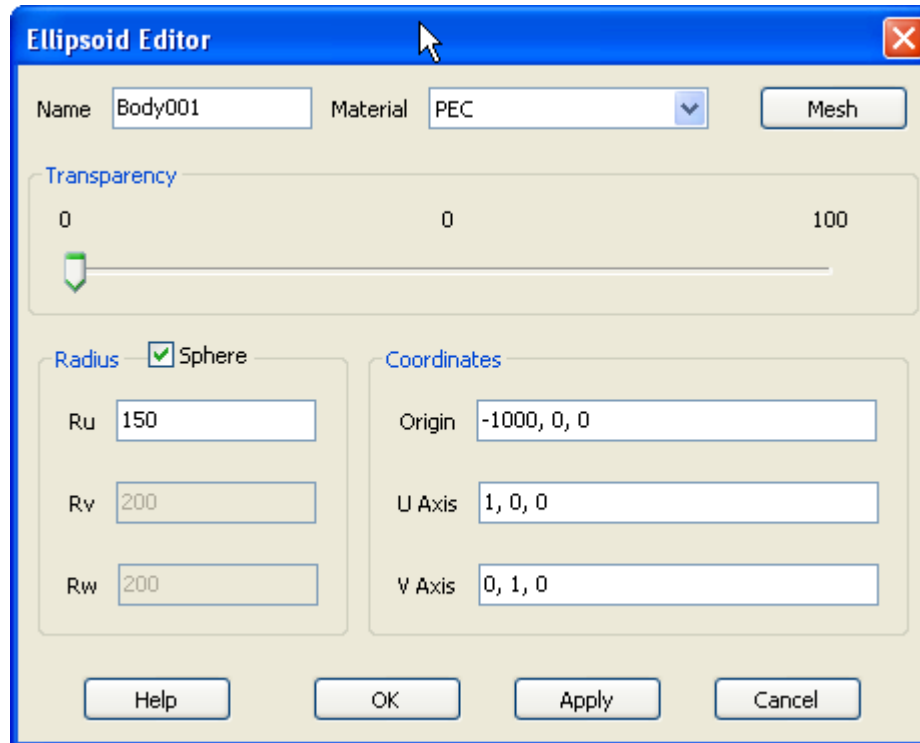 Ellipsoid Editor
Name Body001 Material PEC Mesh
Transparency
0 0 100
Radius Sphere Coordinates
Ru 150 Origin -1000, 0, 0
Rv 200 U Axis 1, 0, 0
Rw 200 V Axis 0, 1, 0
Help OK Apply Cancel